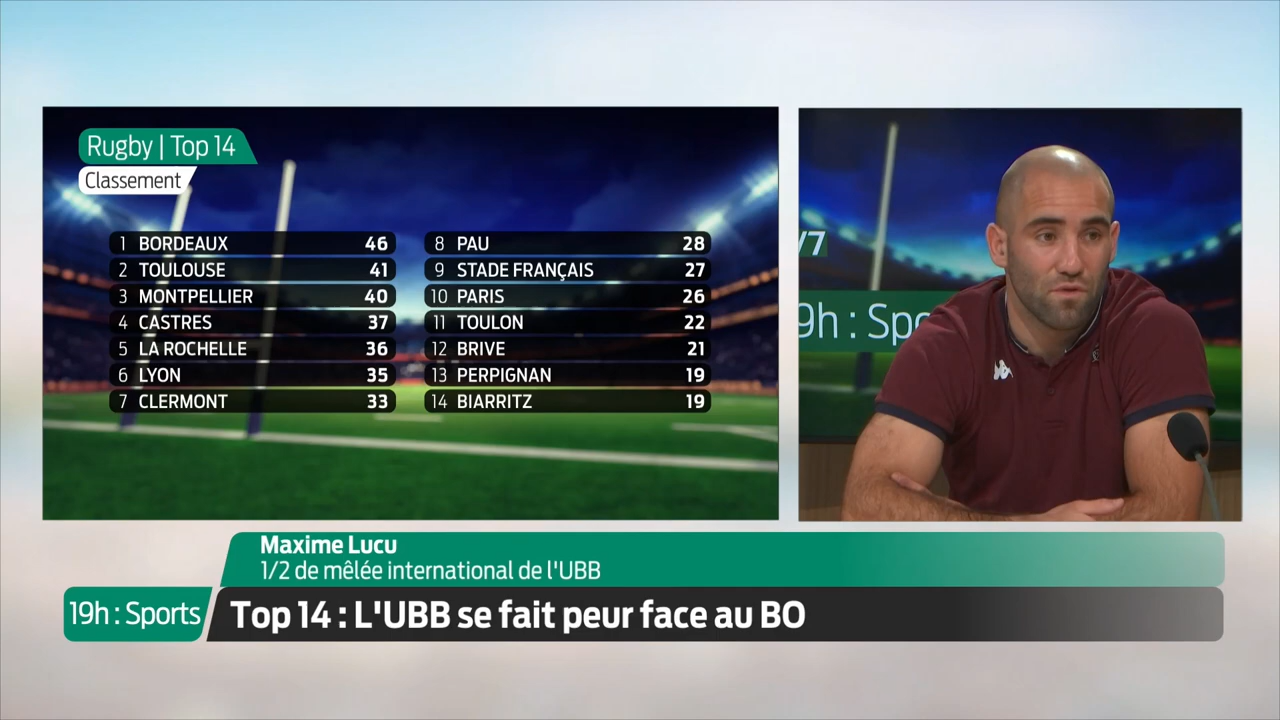 Rugby | Top 14
Classement
1 BORDEAUX 46
2 TOULOUSE 41
3 MONTPELLIER 40
4 CASTRES 37
5 LA ROCHELLE 36
6 LYON 35
7 CLERMONT 33
8 PAU 28
9 STADE FRANÇAIS 27
10 PARIS 26
11 TOULON 22
12 BRIVE 21
13 PERPIGNAN 19
14 BIARRITZ 19
/7
9h : Spo
Maxime Lucu
1/2 de mêlée international de l'UBB
19h : Sports
Top 14 : L'UBB se fait peur face au BO